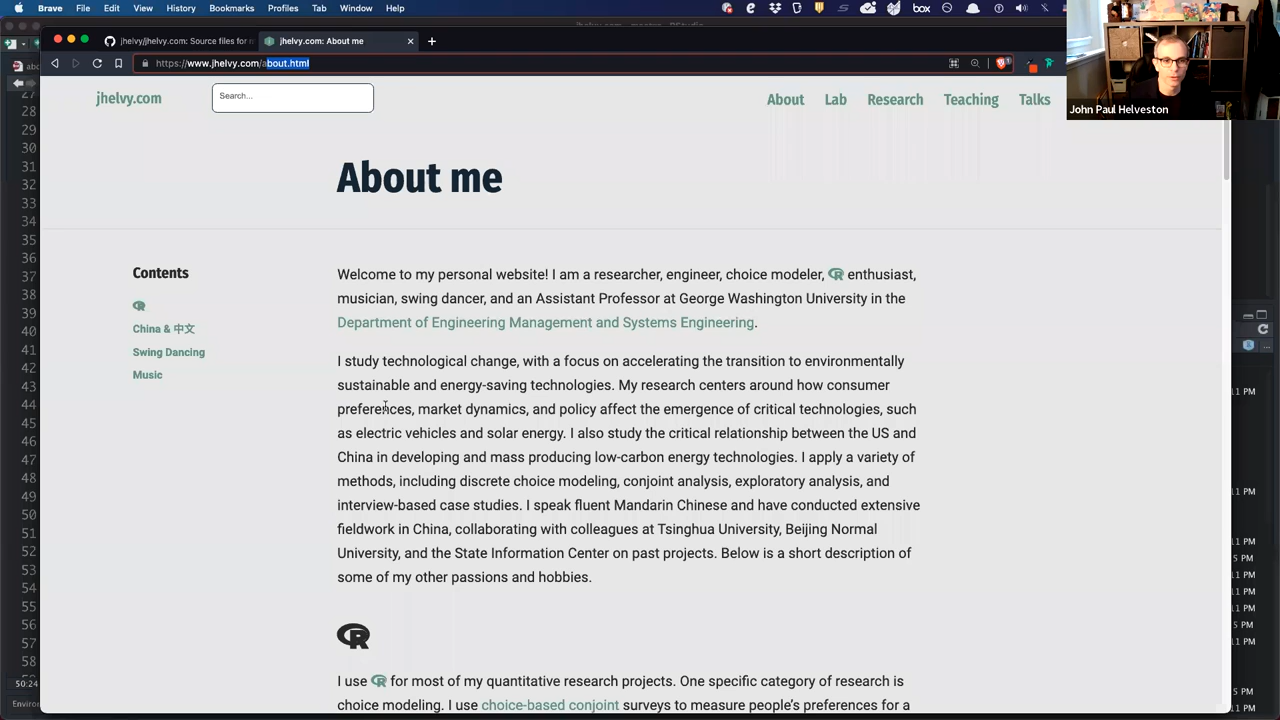 Brave File Edit View History Bookmarks Profiles Tab Window Help
jhelvy/jhelvy.com: Source files for
jhelvy.com: About me
https://www.jhelvy.com/about.html
John Paul Helveston
jhelvy.com
Search...
About Lab Research Teaching Talks
About me
Contents
China & 中文
Swing Dancing
Music
Welcome to my personal website! I am a researcher, engineer, choice modeler, R enthusiast,
musician, swing dancer, and an Assistant Professor at George Washington University in the
Department of Engineering Management and Systems Engineering.
I study technological change, with a focus on accelerating the transition to environmentally
sustainable and energy-saving technologies. My research centers around how consumer
preferences, market dynamics, and policy affect the emergence of critical technologies, such
as electric vehicles and solar energy. I also study the critical relationship between the US and
China in developing and mass producing low-carbon energy technologies. I apply a variety of
methods, including discrete choice modeling, conjoint analysis, exploratory analysis, and
interview-based case studies. I speak fluent Mandarin Chinese and have conducted extensive
fieldwork in China, collaborating with colleagues at Tsinghua University, Beijing Normal
University, and the State Information Center on past projects. Below is a short description of
some of my other passions and hobbies.
R
I use R for most of my quantitative research projects. One specific category of research is
choice modeling. I use choice-based conjoint surveys to measure people's preferences for a
28
29
30
31
32
33
34
35
36
37
38
39
40
41
42
43
44
45
46
47
48
49
50
51
52
53
54
55
56
57
58
50:24
Environ